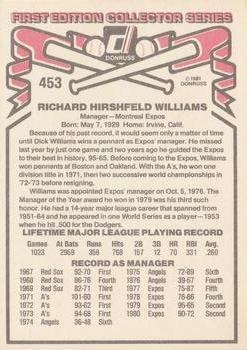 FIRST EDITION COLLECTOR SERIES
DONRUSS
453
© 1981
DONRUSS
RICHARD HIRSHFELD WILLIAMS
Manager—Montreal Expos
Born: May 7, 1929 Home: Irvine, Calif.
Because of his past record, it would seem only a matter of time
until Dick Williams wins a pennant as Expos' manager. He missed
last year by just one game and two years ago he guided the Expos
to their best in history, 95-65. Before coming to the Expos, Williams
won pennants at Boston and Oakland. With the A's, he won one
division title in 1971, then two successive world championships in
'72-'73 before resigning.
Williams was appointed Expos' manager on Oct. 5, 1976. The
Manager of the Year award he won in 1979 was his third such
honor. He had a 14-year major league career that spanned from
1951-64 and appeared in one World Series as a player—1953
when he hit .500 for the Dodgers.
LIFETIME MAJOR LEAGUE PLAYING RECORD
Games At Bats Runs Hits 2B 3B HR RBI Avg.
1023 2959 358 768 157 12 70 331 .260
RECORD AS MANAGER
1967 Red Sox 92-70 First 1975 Angels 72-89 Sixth
1968 Red Sox 86-76 Fourth 1976 Angels 39-57 Fourth
1969 Red Sox 82-71 Third 1977 Expos 75-87 Fifth
1971 A's 101-60 First 1978 Expos 76-86 Fourth
1972 A's 93-62 First 1979 Expos 95-65 Second
1973 A's 94-68 First 1980 Expos 90-72 Second
1974 Angels 36-48 Sixth